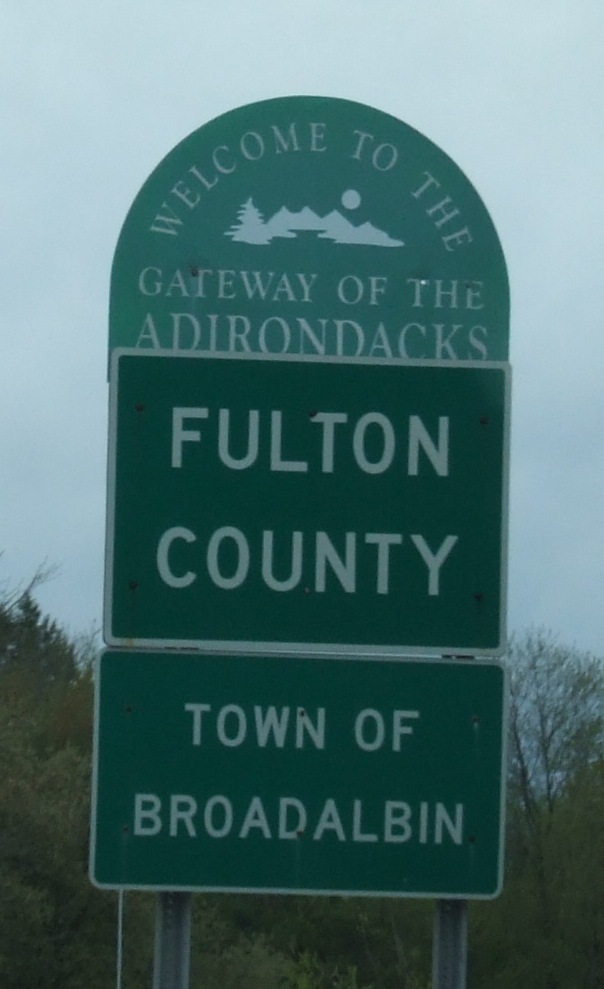 WELCOME TO THE
GATEWAY OF THE
ADIRONDACKS
FULTON
COUNTY
TOWN OF
BROADALBIN